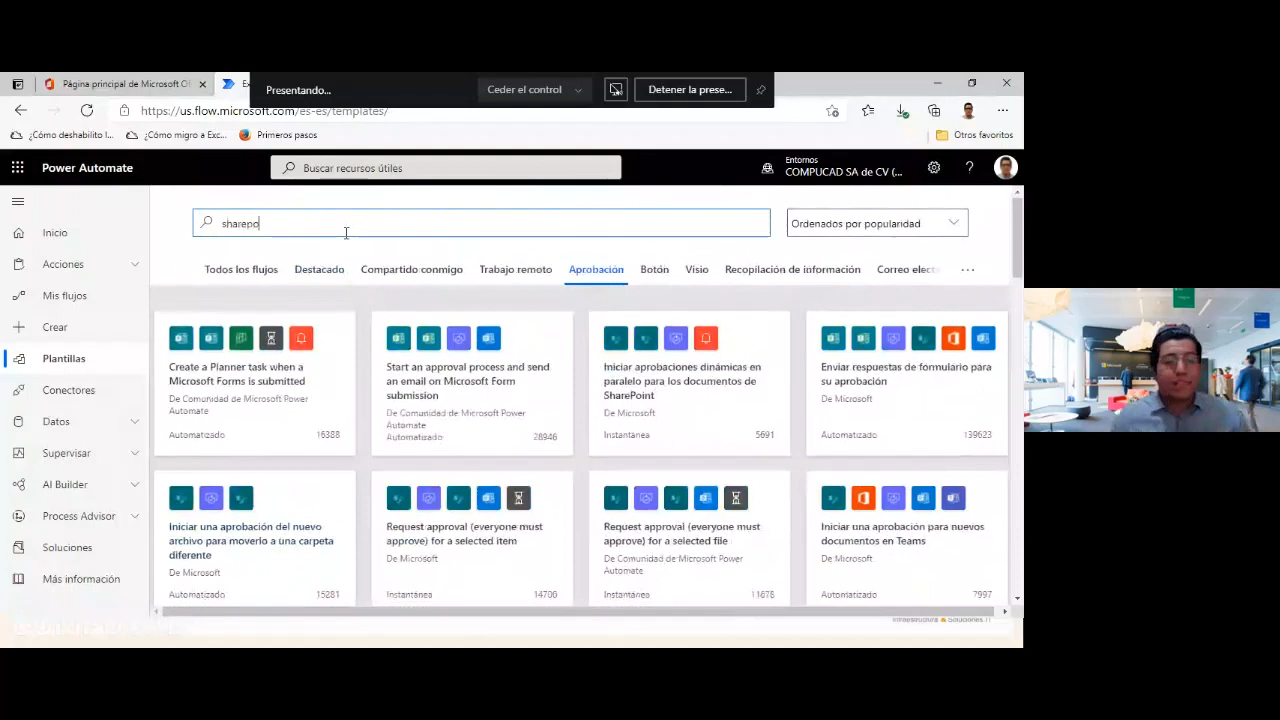 Página principal de Microsoft Of
Ex
Presentando...
Ceder el control
Detener la prese...
https://us.flow.microsoft.com/es-es/templates/
¿Cómo deshabilito l...
¿Cómo migro a Exc...
Primeros pasos
Otros favoritos
Power Automate
Buscar recursos útiles
Entornos
COMPUCAD SA de CV (...
sharepo
Ordenados por popularidad
Inicio
Acciones
Mis flujos
Crear
Plantillas
Conectores
Datos
Supervisar
AI Builder
Process Advisor
Soluciones
Más información
Todos los flujos
Destacado
Compartido conmigo
Trabajo remoto
Aprobación
Botón
Visio
Recopilación de información
Correo elect
Create a Planner task when a
Microsoft Forms is submitted
De Comunidad de Microsoft Power
Automate
Automatizado
16388
Start an approval process and send
an email on Microsoft Form
submission
De Comunidad de Microsoft Power
Automate
Automatizado
28946
Iniciar aprobaciones dinámicas en
paralelo para los documentos de
SharePoint
De Microsoft
Instantánea
5691
Enviar respuestas de formulario para
su aprobación
De Microsoft
Automatizado
139623
Iniciar una aprobación del nuevo
archivo para moverlo a una carpeta
diferente
De Microsoft
Automatizado
15281
Request approval (everyone must
approve) for a selected item
De Microsoft
Instantánea
14706
Request approval (everyone must
approve) for a selected file
De Comunidad de Microsoft Power
Automate
Instantánea
11678
Iniciar una aprobación para nuevos
documentos en Teams
De Microsoft
Automatizado
7997
Infraestructura & Soluciones IT